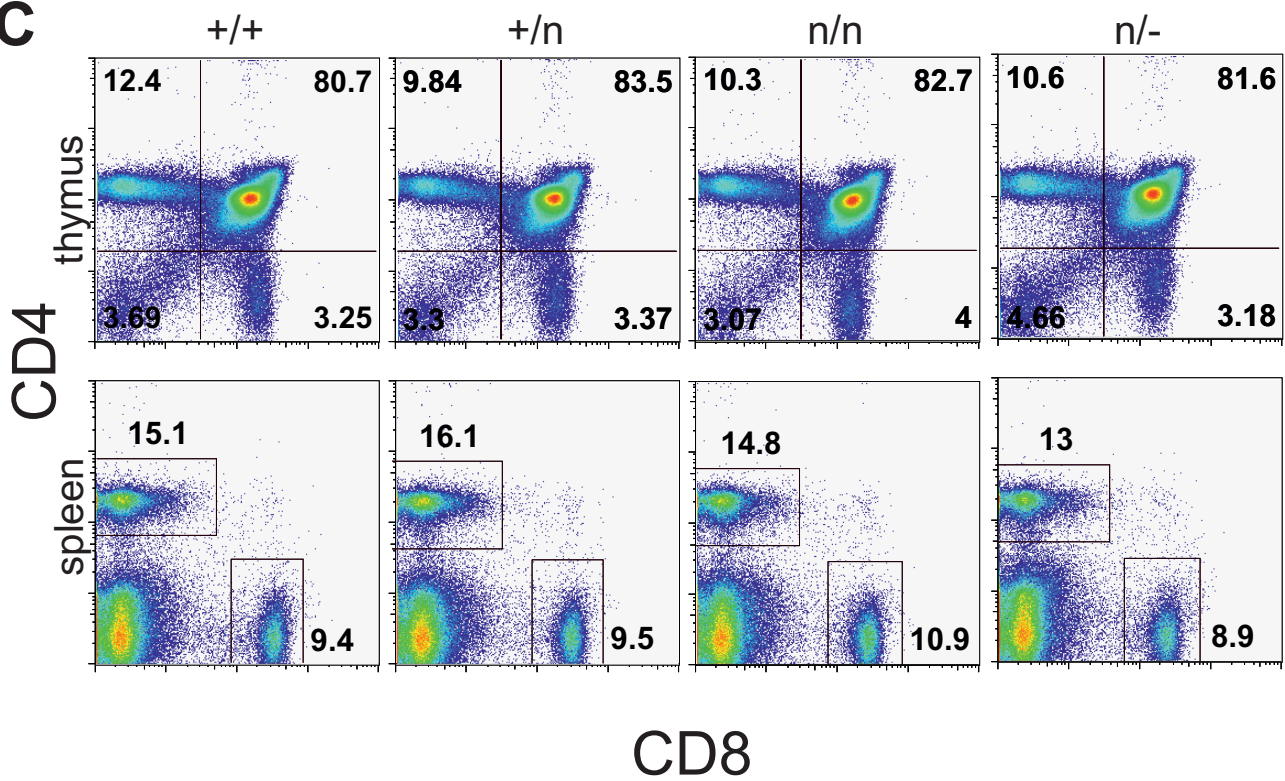 C
+/+ +/n n/n n/-
12.4 80.7 9.84 83.5 10.3 82.7 10.6 81.6
thymus
3.69 3.25 3.3 3.37 3.07 4 4.66 3.18
CD4
15.1 16.1 14.8 13
spleen
9.4 9.5 10.9 8.9
CD8